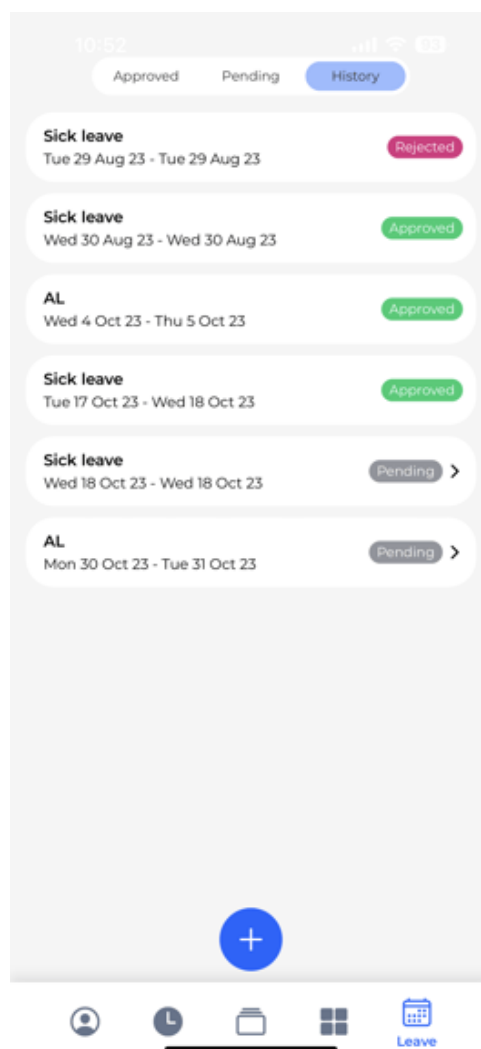 10:52
93
Approved Pending History
Sick leave
Tue 29 Aug 23 - Tue 29 Aug 23
Rejected
Sick leave
Wed 30 Aug 23 - Wed 30 Aug 23
Approved
AL
Wed 4 Oct 23 - Thu 5 Oct 23
Approved
Sick leave
Tue 17 Oct 23 - Wed 18 Oct 23
Approved
Sick leave
Wed 18 Oct 23 - Wed 18 Oct 23
Pending
AL
Mon 30 Oct 23 - Tue 31 Oct 23
Pending
Leave